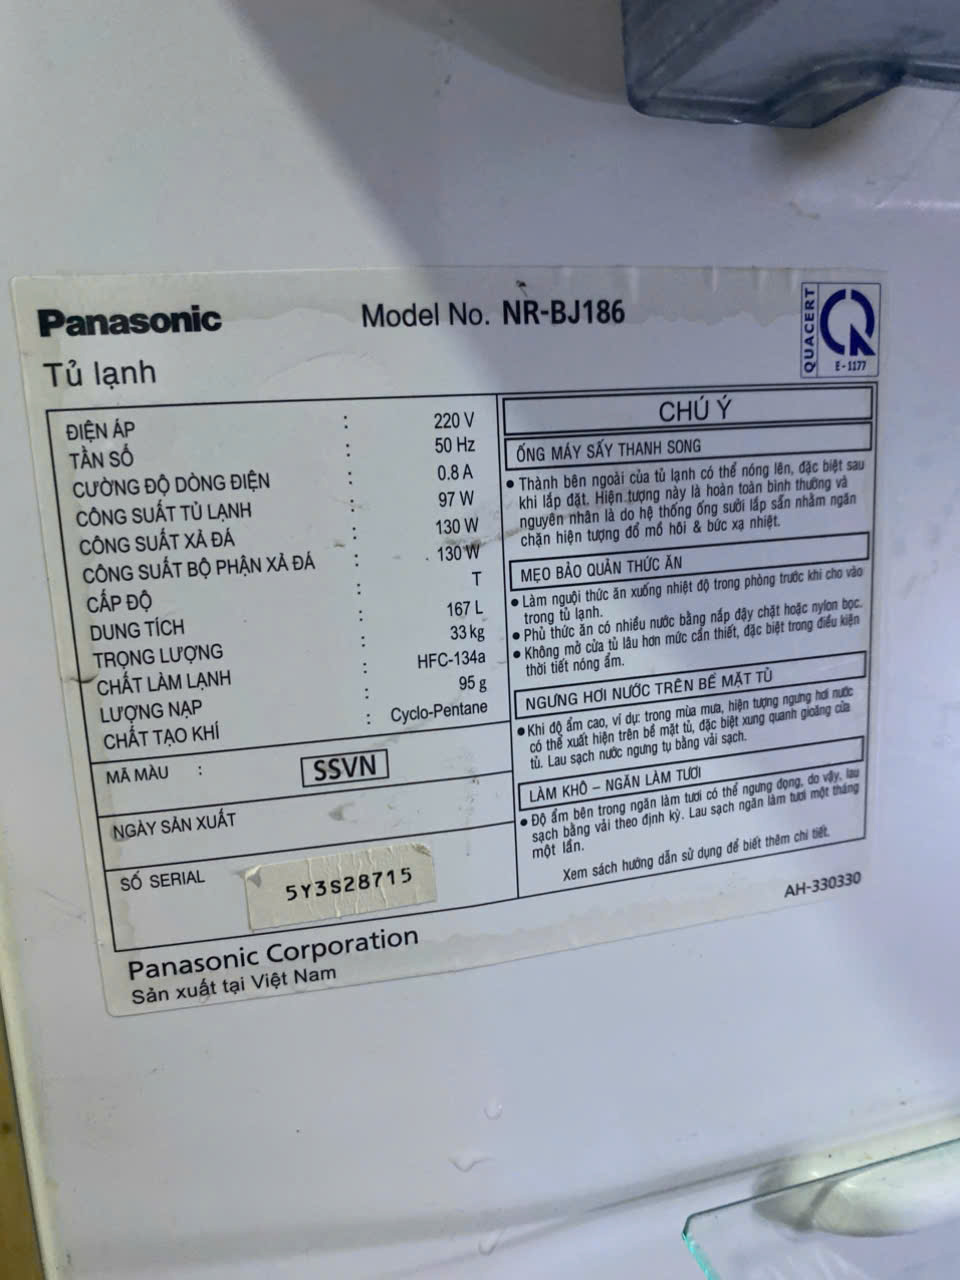 Panasonic
Model No. NR-BJ186
QUACERT
E-1177
Tủ lạnh
ĐIỆN ÁP : 220 V
TẦN SỐ : 50 Hz
CƯỜNG ĐỘ DÒNG ĐIỆN : 0.8 A
CÔNG SUẤT TỦ LẠNH : 97 W
CÔNG SUẤT XẢ ĐÁ : 130 W
CÔNG SUẤT BỘ PHẬN XẢ ĐÁ : 130 W
CẤP ĐỘ : T
DUNG TÍCH : 167 L
TRỌNG LƯỢNG : 33 kg
CHẤT LÀM LẠNH : HFC-134a
LƯỢNG NẠP : 95 g
CHẤT TẠO KHÍ : Cyclo-Pentane
MÃ MÀU : SSVN
NGÀY SẢN XUẤT
SỐ SERIAL 5Y3S28715
CHÚ Ý
ỐNG MÁY SẤY THANH SONG
• Thành bên ngoài của tủ lạnh có thể nóng lên, đặc biệt sau
khi lắp đặt. Hiện tượng này là hoàn toàn bình thường và
nguyên nhân là do hệ thống ống sưởi lắp sẵn nhằm ngăn
chặn hiện tượng đổ mồ hôi & bức xạ nhiệt.
MẸO BẢO QUẢN THỨC ĂN
• Làm nguội thức ăn xuống nhiệt độ trong phòng trước khi cho vào
trong tủ lạnh.
• Phủ thức ăn có nhiều nước bằng nắp đậy chặt hoặc nylon bọc.
• Không mở cửa tủ lâu hơn mức cần thiết, đặc biệt trong điều kiện
thời tiết nóng ẩm.
NGƯNG HƠI NƯỚC TRÊN BỀ MẶT TỦ
• Khi độ ẩm cao, ví dụ: trong mùa mưa, hiện tượng ngưng hơi nước
có thể xuất hiện trên bề mặt tủ, đặc biệt xung quanh gioăng cửa
tủ. Lau sạch nước ngưng tụ bằng vải sạch.
LÀM KHÔ – NGĂN LÀM TƯƠI
• Độ ẩm bên trong ngăn làm tươi có thể ngưng đọng, do vậy, lau
sạch bằng vải theo định kỳ. Lau sạch ngăn làm tươi một tháng
một lần.
Xem sách hướng dẫn sử dụng để biết thêm chi tiết.
AH-330330
Panasonic Corporation
Sản xuất tại Việt Nam